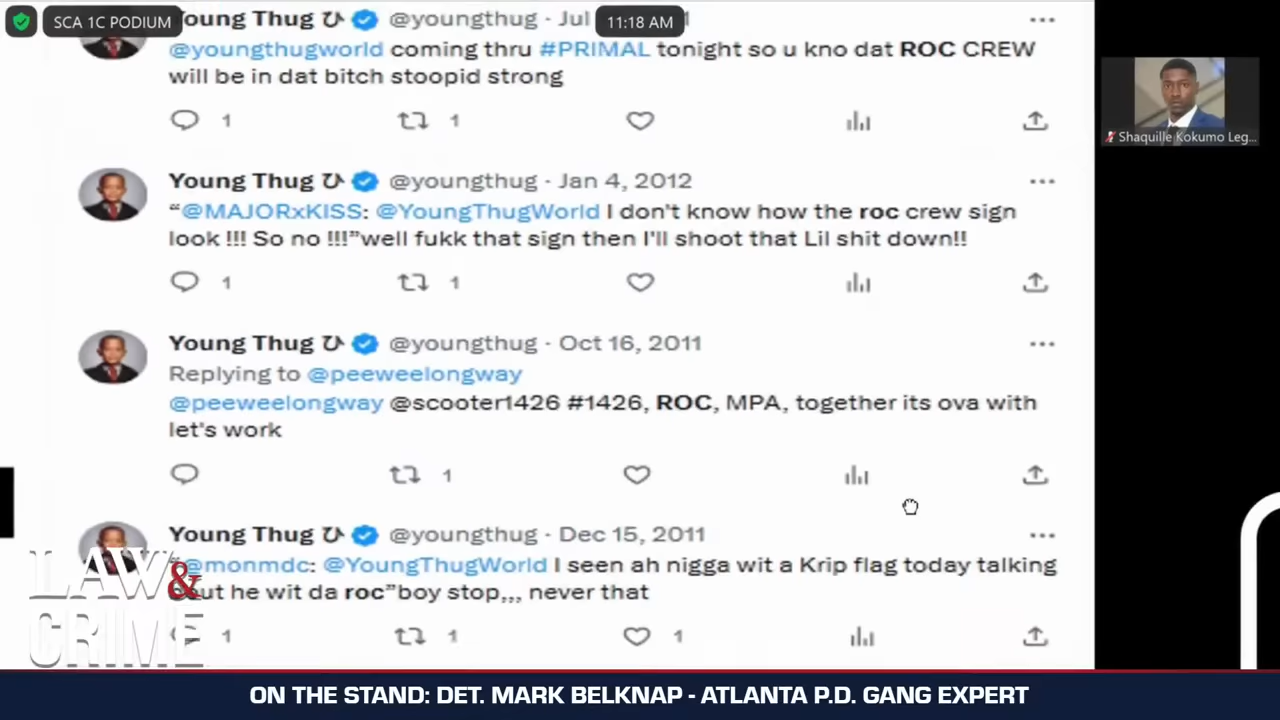 SCA 1C PODIUM
11:18 AM
Young Thug ひ @youngthug · Jul
@youngthugworld coming thru #PRIMAL tonight so u kno dat ROC CREW
will be in dat bitch stoopid strong
1 1
Shaquille Kokumo Leg...
Young Thug ひ @youngthug · Jan 4, 2012
“@MAJORxKISS: @YoungThugWorld I don't know how the roc crew sign
look !!! So no !!!”well fukk that sign then I'll shoot that Lil shit down!!
1 1
Young Thug ひ @youngthug · Oct 16, 2011
Replying to @peeweelongway
@peeweelongway @scooter1426 #1426, ROC, MPA, together its ova with
let's work
1
Young Thug ひ @youngthug · Dec 15, 2011
“@monmdc: @YoungThugWorld I seen ah nigga wit a Krip flag today talking
out he wit da roc”boy stop,,, never that
1 1 1
LAW&
CRIME
ON THE STAND: DET. MARK BELKNAP - ATLANTA P.D. GANG EXPERT